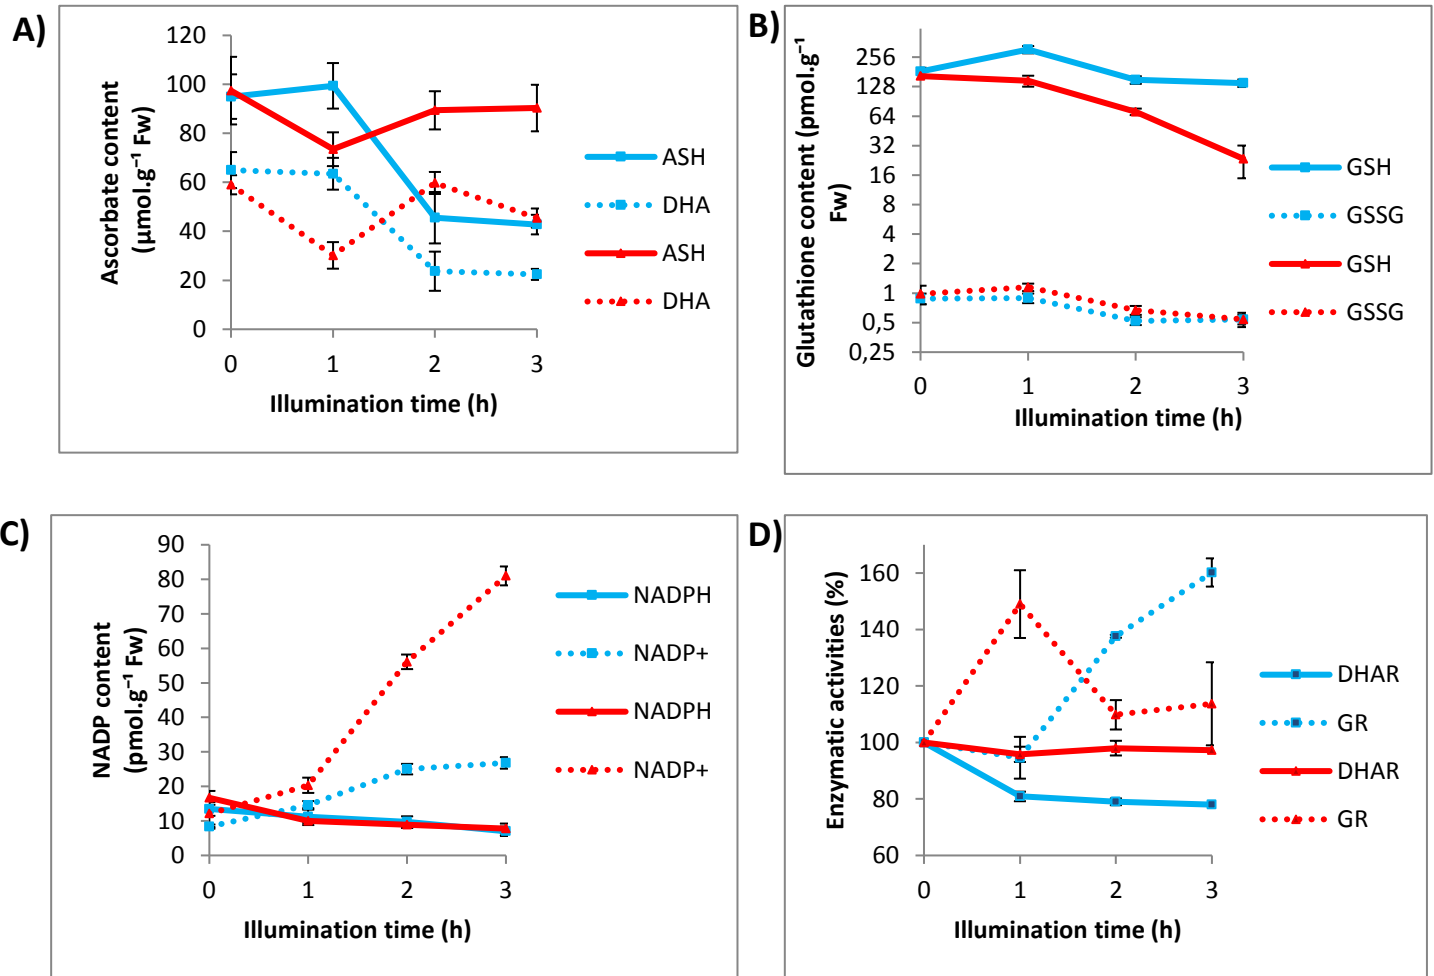 A)
Ascorbate content
(µmol.g⁻¹ Fw)
120
100
80
60
40
20
0
0 1 2 3
Illumination time (h)
ASH
DHA
ASH
DHA
B)
Glutathione content (pmol.g⁻¹
Fw)
256
128
64
32
16
8
4
2
1
0,5
0,25
0 1 2 3
Illumination time (h)
GSH
GSSG
GSH
GSSG
C)
NADP content
(pmol.g⁻¹ Fw)
90
80
70
60
50
40
30
20
10
0
0 1 2 3
Illumination time (h)
NADPH
NADP+
NADPH
NADP+
D)
Enzymatic activities (%)
160
140
120
100
80
60
0 1 2 3
Illumination time (h)
DHAR
GR
DHAR
GR